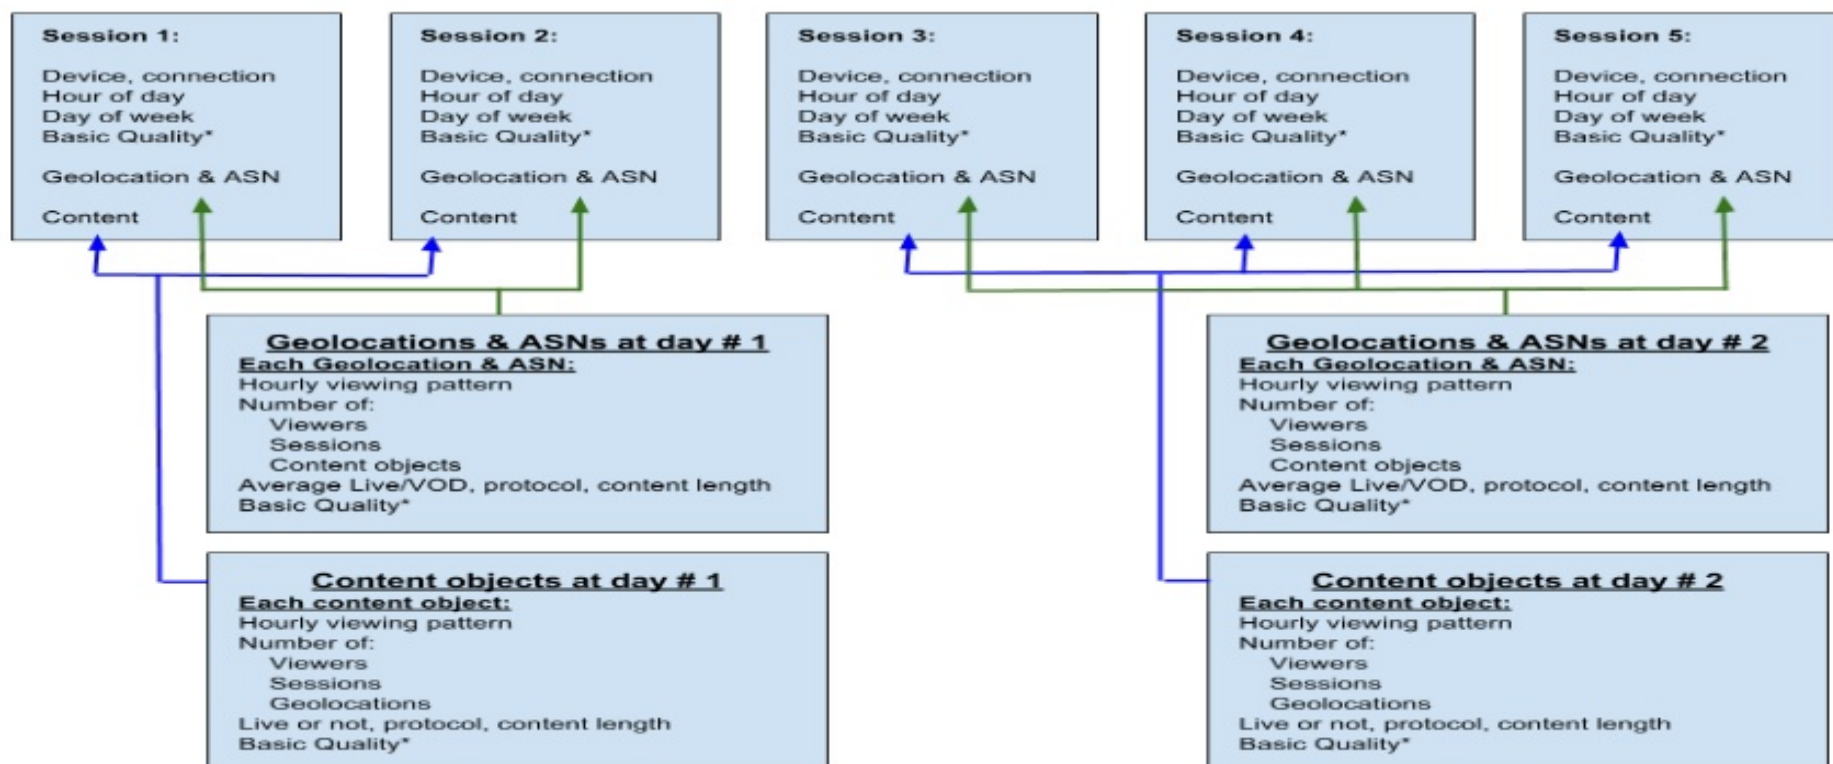 Session 1:
Device, connection
Hour of day
Day of week
Basic Quality*
Geolocation & ASN
Content
Session 2:
Device, connection
Hour of day
Day of week
Basic Quality*
Geolocation & ASN
Content
Session 3:
Device, connection
Hour of day
Day of week
Basic Quality*
Geolocation & ASN
Content
Session 4:
Device, connection
Hour of day
Day of week
Basic Quality*
Geolocation & ASN
Content
Session 5:
Device, connection
Hour of day
Day of week
Basic Quality*
Geolocation & ASN
Content
Geolocations & ASNs at day # 1
Each Geolocation & ASN:
Hourly viewing pattern
Number of:
Viewers
Sessions
Content objects
Average Live/VOD, protocol, content length
Basic Quality*
Geolocations & ASNs at day # 2
Each Geolocation & ASN:
Hourly viewing pattern
Number of:
Viewers
Sessions
Content objects
Average Live/VOD, protocol, content length
Basic Quality*
Content objects at day # 1
Each content object:
Hourly viewing pattern
Number of:
Viewers
Sessions
Geolocations
Live or not, protocol, content length
Basic Quality*
Content objects at day # 2
Each content object:
Hourly viewing pattern
Number of:
Viewers
Sessions
Geolocations
Live or not, protocol, content length
Basic Quality*